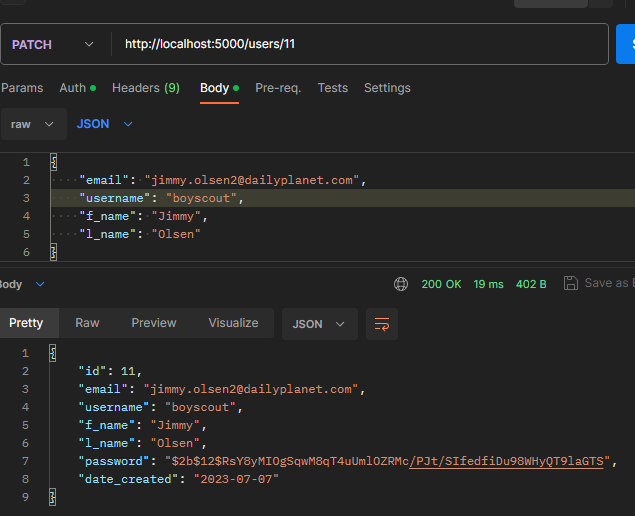 PATCH http://localhost:5000/users/11 S
Params Auth Headers (9) Body Pre-req. Tests Settings
raw JSON
1 {
2 "email": "jimmy.olsen2@dailyplanet.com",
3 "username": "boyscout",
4 "f_name": "Jimmy",
5 "l_name": "Olsen"
6 }
Body 200 OK 19 ms 402 B Save as E
Pretty Raw Preview Visualize JSON
1 {
2 "id": 11,
3 "email": "jimmy.olsen2@dailyplanet.com",
4 "username": "boyscout",
5 "f_name": "Jimmy",
6 "l_name": "Olsen",
7 "password": "$2b$12$RsY8yMIOgSqwM8qT4uUmlOZRMc/PJt/SIfedfiDu98WHyQT9laGTS",
8 "date_created": "2023-07-07"
9 }